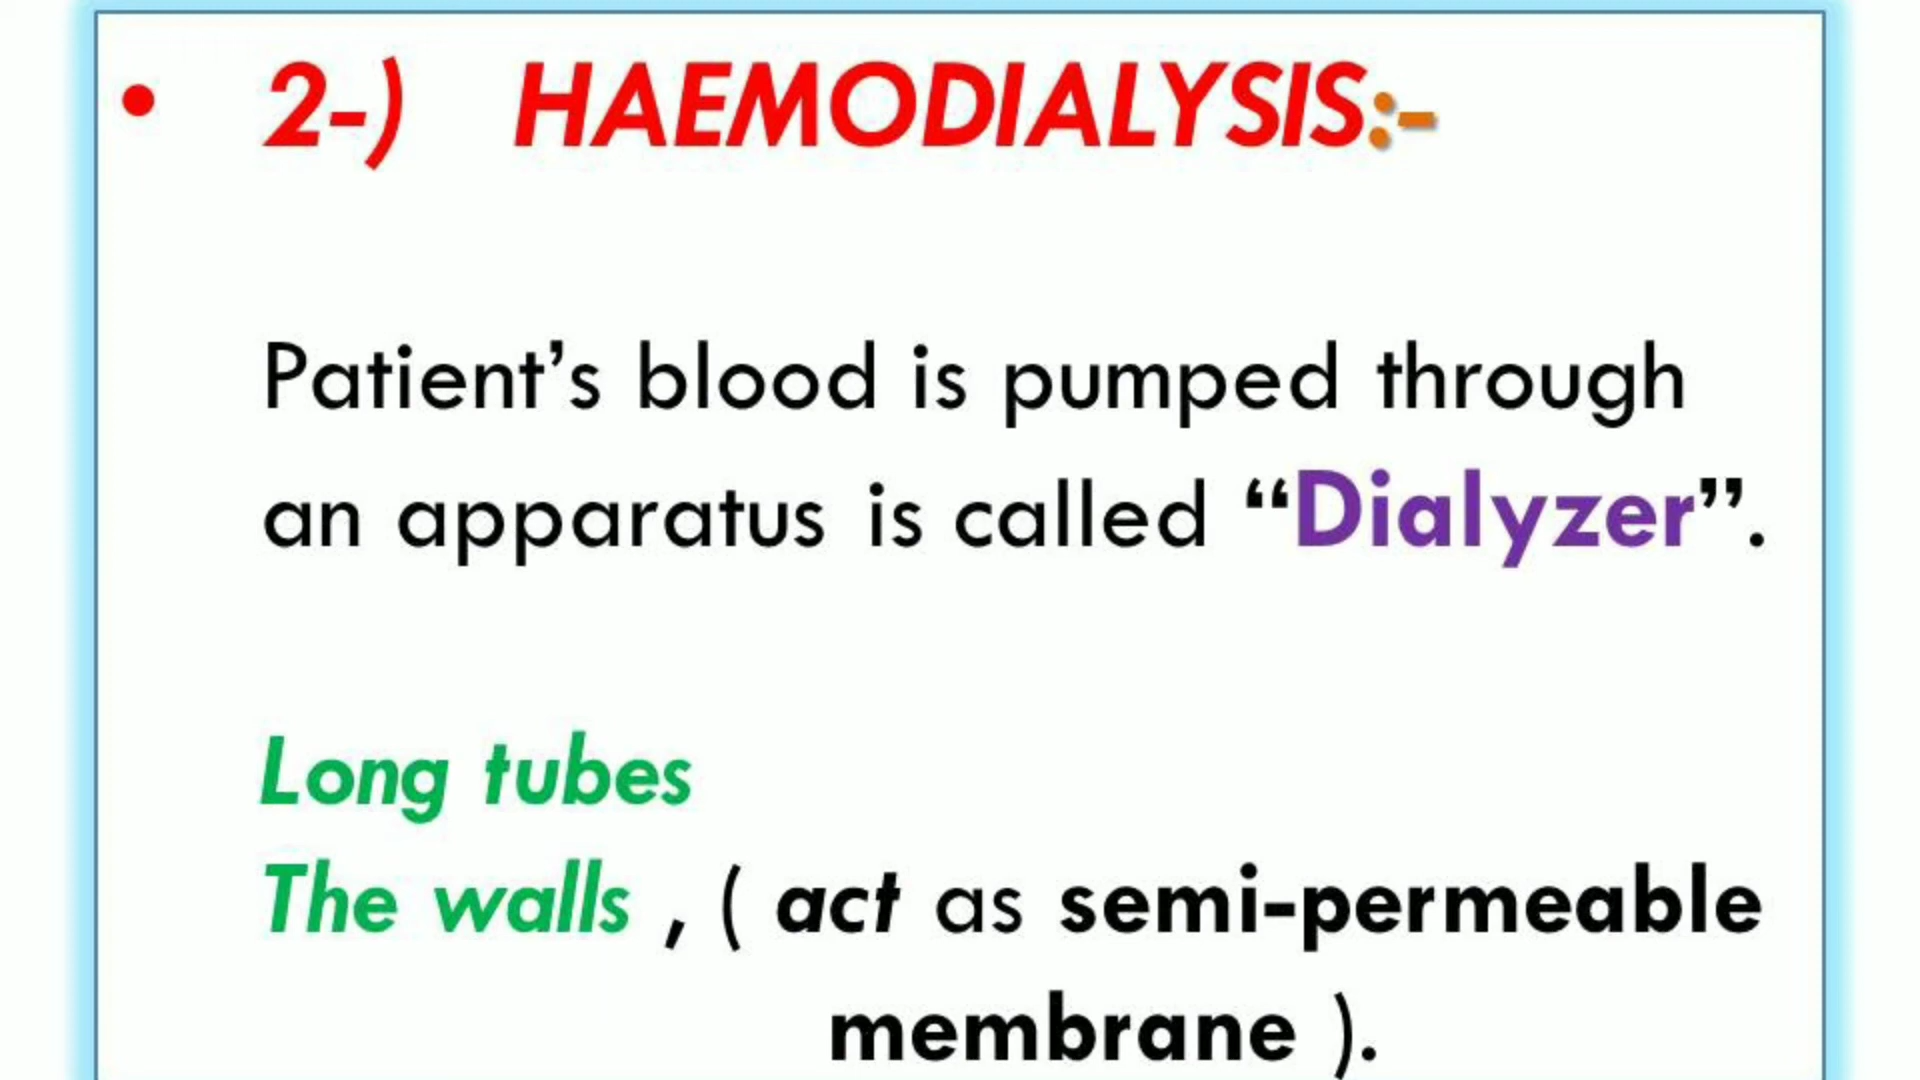 • 2-) HAEMODIALYSIS:-
Patient’s blood is pumped through
an apparatus is called “Dialyzer”.
Long tubes
The walls , ( act as semi-permeable
membrane ).